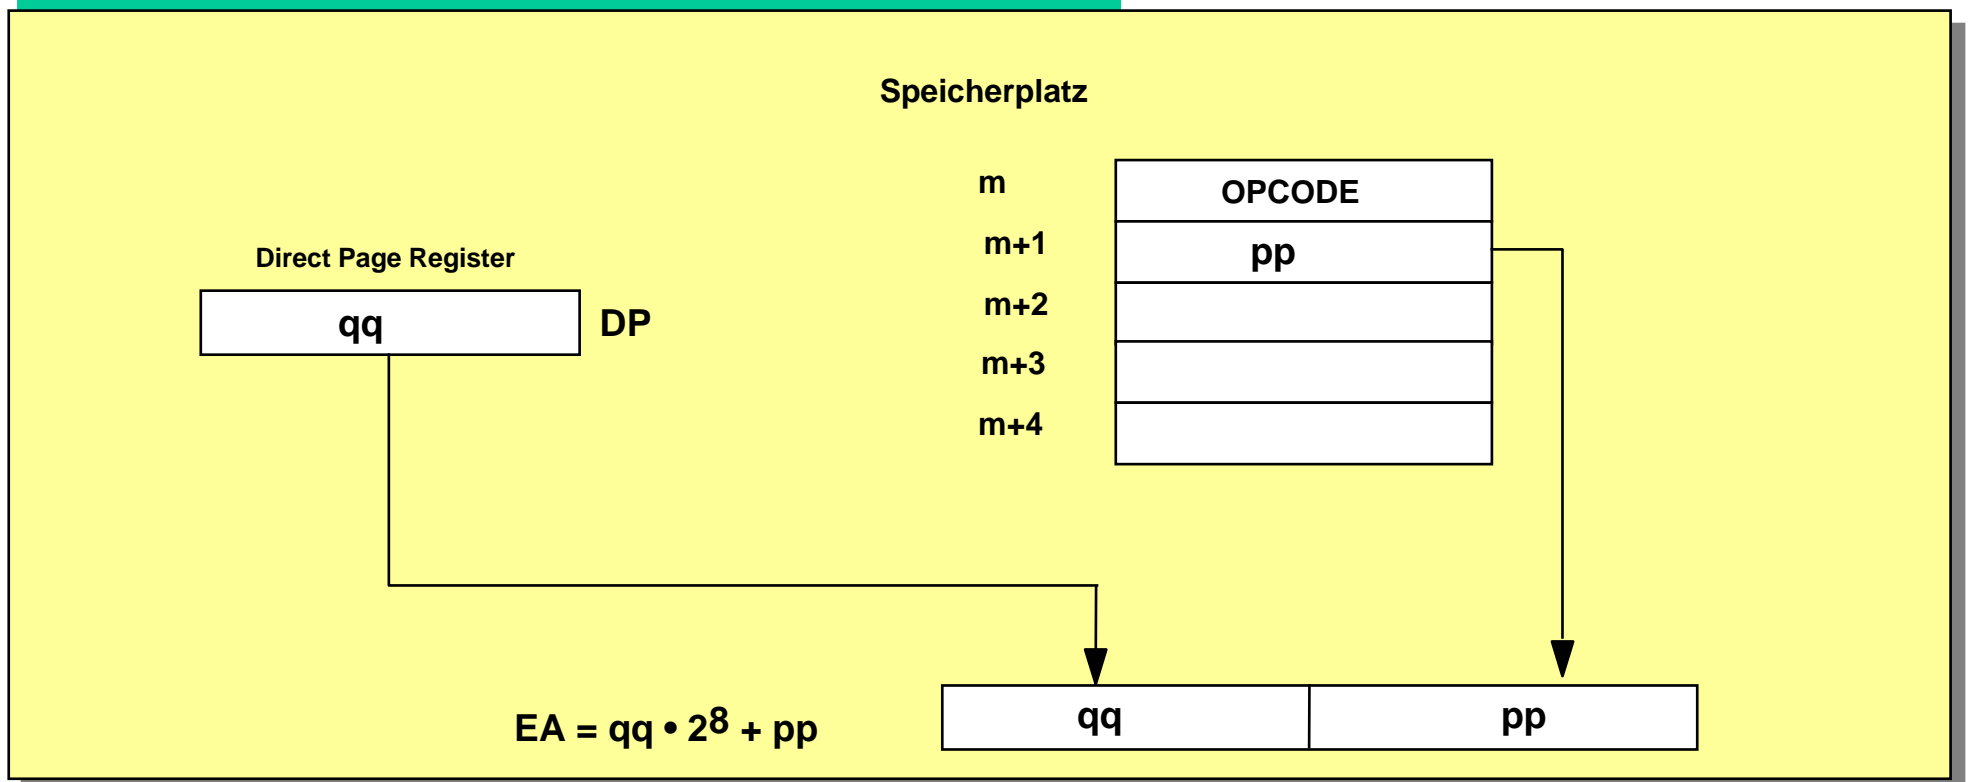 Speicherplatz
m
OPCODE
m+1
pp
Direct Page Register
m+2
qq
DP
m+3
m+4
EA = qq • 2⁸ + pp
qq
pp